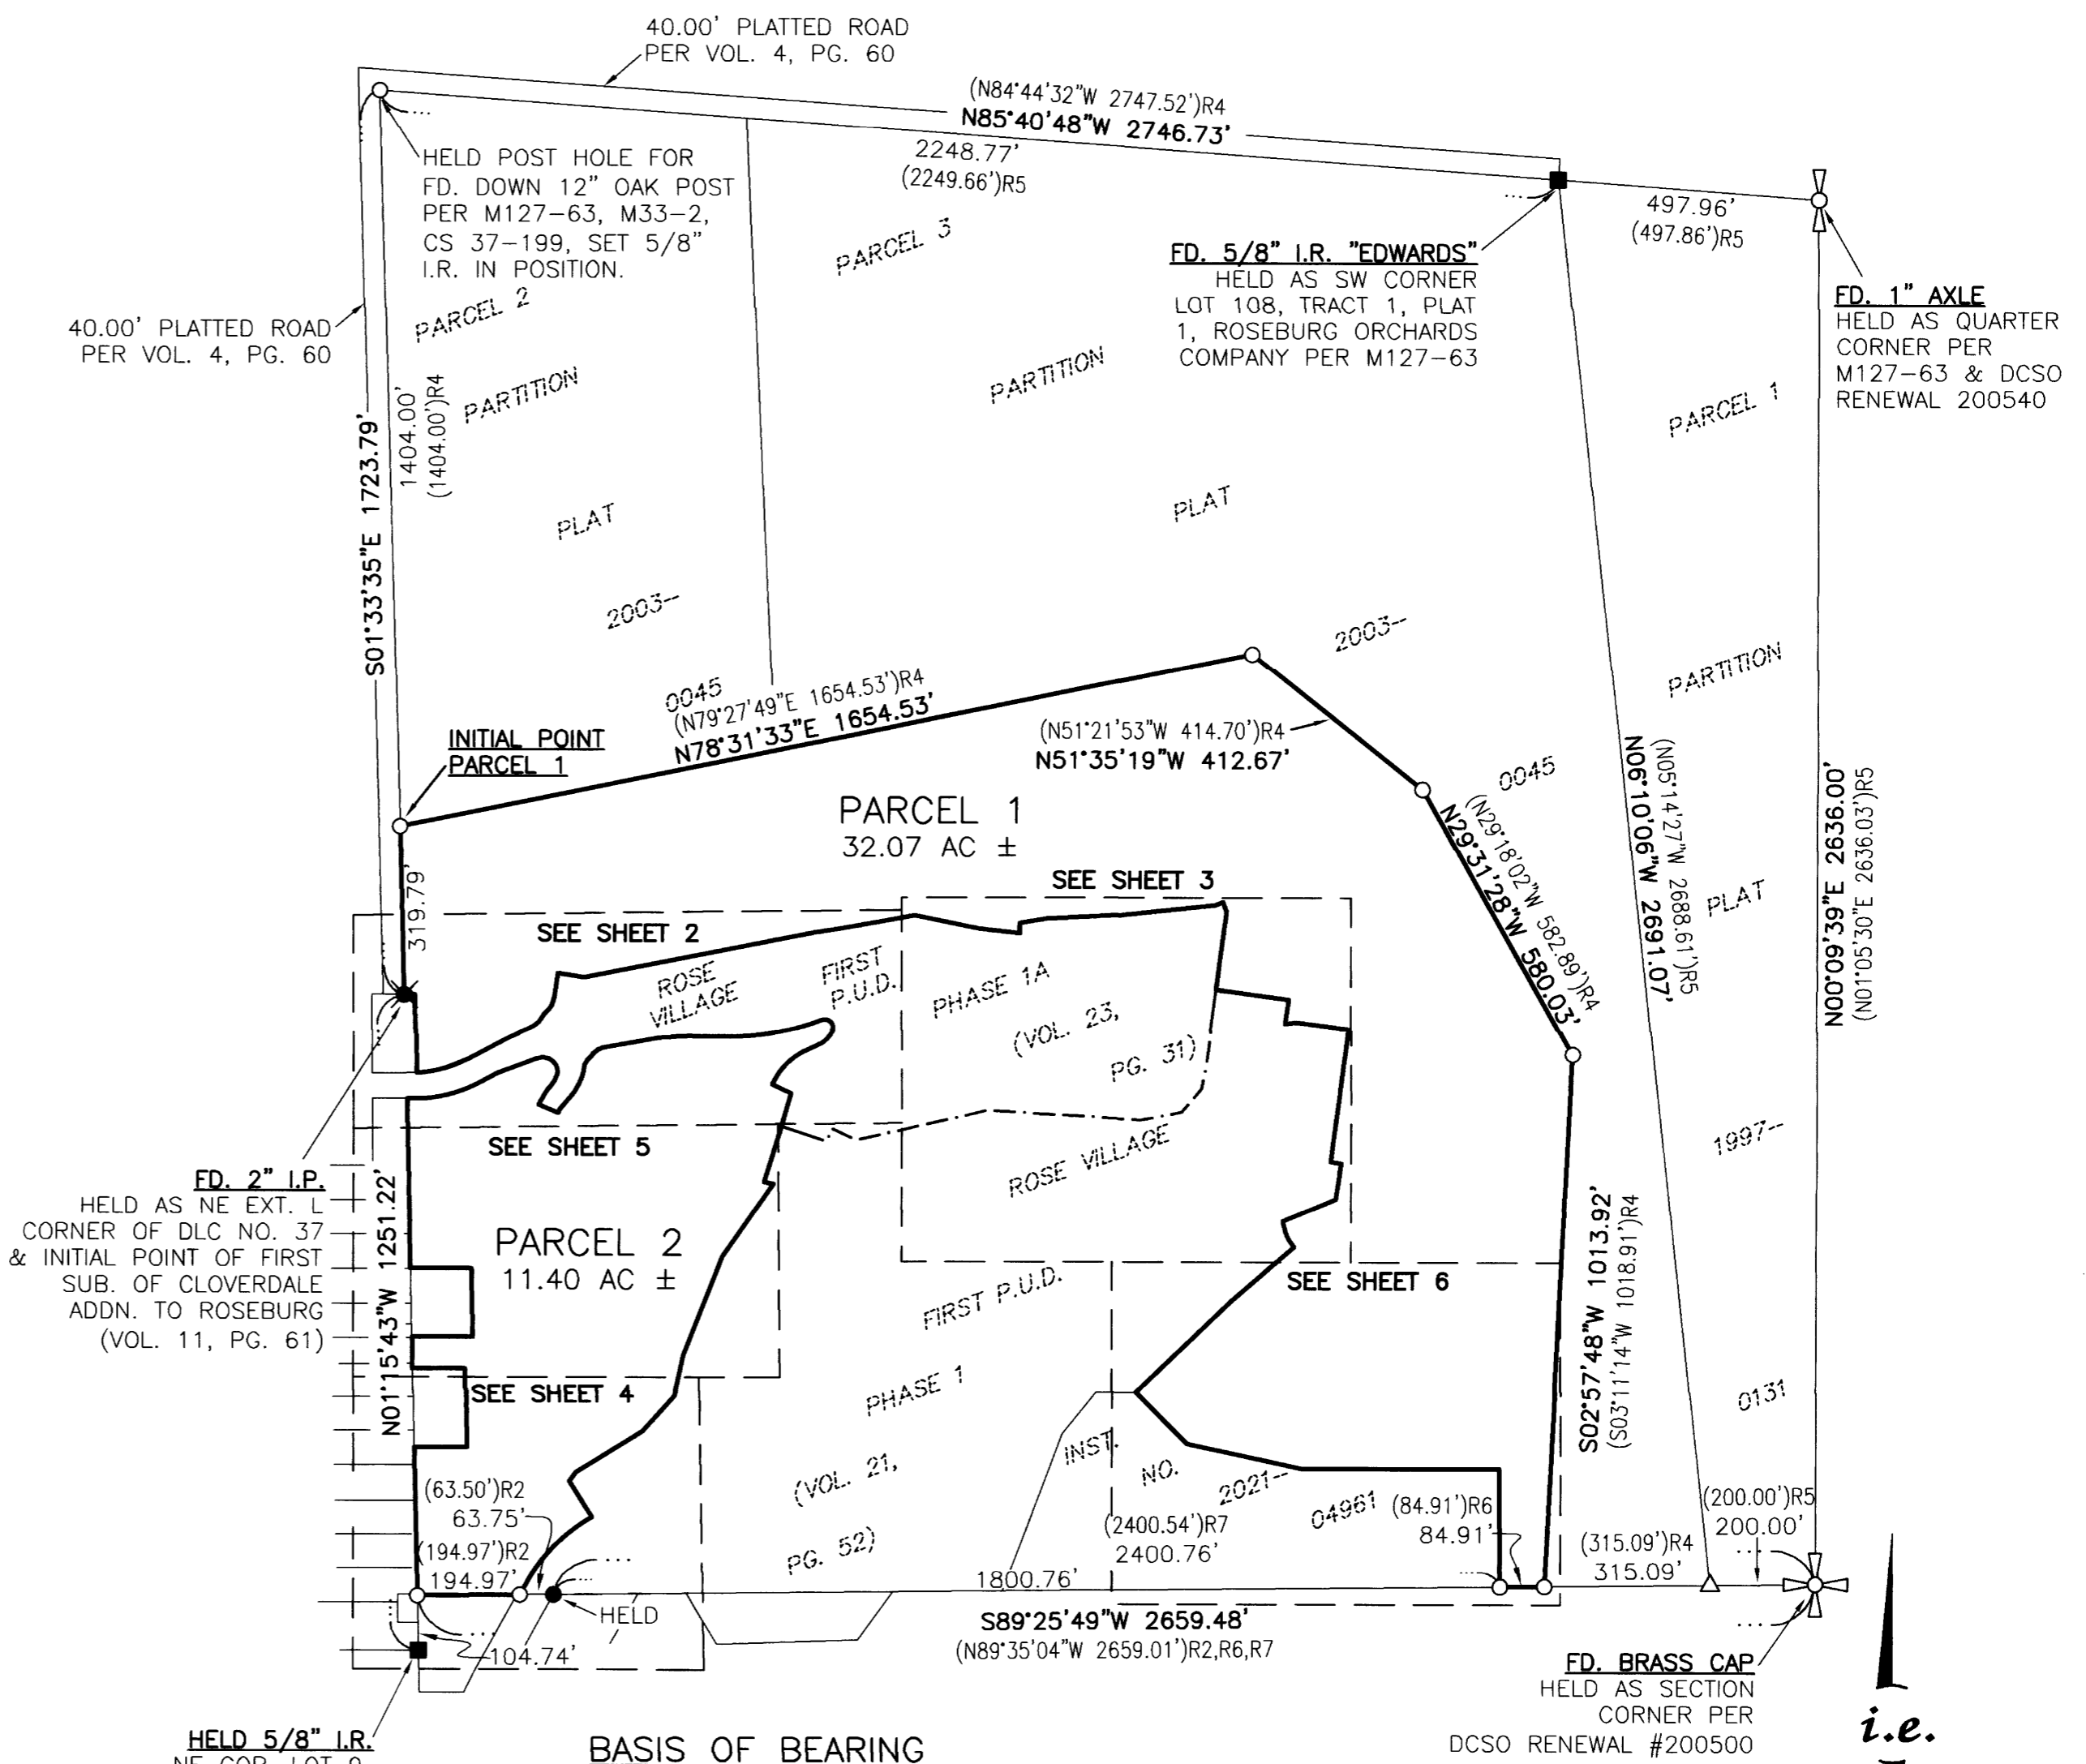 40.00' PLATTED ROAD
PER VOL. 4, PG. 60
(N84°44'32"W 2747.52')R4
N85°40'48"W 2746.73'
2248.77'
(2249.66')R5
497.96'
(497.86')R5
HELD POST HOLE FOR
FD. DOWN 12" OAK POST
PER M127-63, M33-2,
CS 37-199, SET 5/8"
I.R. IN POSITION.
FD. 5/8" I.R. "EDWARDS"
HELD AS SW CORNER
LOT 108, TRACT 1, PLAT
1, ROSEBURG ORCHARDS
COMPANY PER M127-63
FD. 1" AXLE
HELD AS QUARTER
CORNER PER
M127-63 & DCSO
RENEWAL 200540
40.00' PLATTED ROAD
PER VOL. 4, PG. 60
S01°33'35"E 1723.79'
1404.00'
(1404.00')R4
PARCEL 2
PARTITION
PLAT
2003--
0045
PARCEL 3
PARTITION
PLAT
2003--
0045
PARCEL 1
PARTITION
PLAT
1997--
0131
(N79°27'49"E 1654.53')R4
N78°31'33"E 1654.53'
(N51°21'53"W 414.70')R4
N51°35'19"W 412.67'
INITIAL POINT
PARCEL 1
PARCEL 1
32.07 AC ±
(N29°18'02"W 582.89')R4
N29°31'28"W 580.03'
(N05°14'27"W 2688.61')R5
N06°10'06"W 2691.07'
N00°09'39"E 2636.00'
(N01°05'30"E 2636.03')R5
319.79'
SEE SHEET 3
SEE SHEET 2
ROSE
VILLAGE
FIRST
P.U.D.
PHASE 1A
(VOL. 23,
PG. 31)
SEE SHEET 5
ROSE VILLAGE
FIRST P.U.D.
PHASE 1
(VOL. 21,
PG. 52)
FD. 2" I.P.
HELD AS NE EXT. L
CORNER OF DLC NO. 37
& INITIAL POINT OF FIRST
SUB. OF CLOVERDALE
ADDN. TO ROSEBURG
(VOL. 11, PG. 61)
N01°15'43"W 1251.22'
PARCEL 2
11.40 AC ±
SEE SHEET 6
S02°57'48"W 1013.92'
(S03°11'14"W 1018.91')R4
SEE SHEET 4
INST.
NO.
2021--
04961
(63.50')R2
63.75'
(194.97')R2
194.97'
(2400.54')R7
2400.76'
1800.76'
(84.91')R6
84.91'
(315.09')R4
315.09'
(200.00')R5
200.00'
HELD
104.74'
S89°25'49"W 2659.48'
(N89°35'04"W 2659.01')R2,R6,R7
FD. BRASS CAP
HELD AS SECTION
CORNER PER
DCSO RENEWAL #200500
HELD 5/8" I.R.
NE COR. LOT 9
BASIS OF BEARING
i.e.